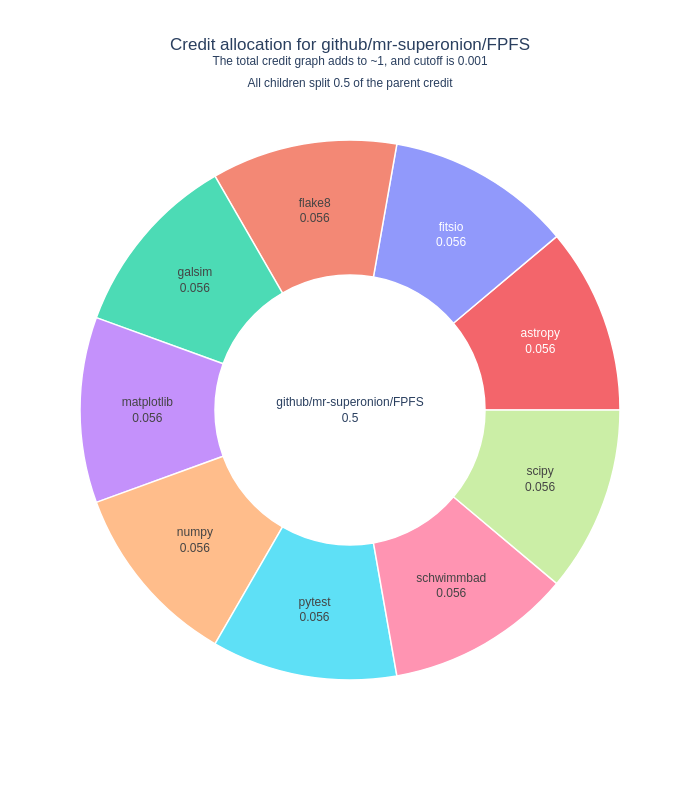 Credit allocation for github/mr-superonion/FPFS
The total credit graph adds to ~1, and cutoff is 0.001
All children split 0.5 of the parent credit
flake8
0.056
fitsio
0.056
galsim
0.056
astropy
0.056
matplotlib
0.056
github/mr-superonion/FPFS
0.5
scipy
0.056
numpy
0.056
schwimmbad
0.056
pytest
0.056